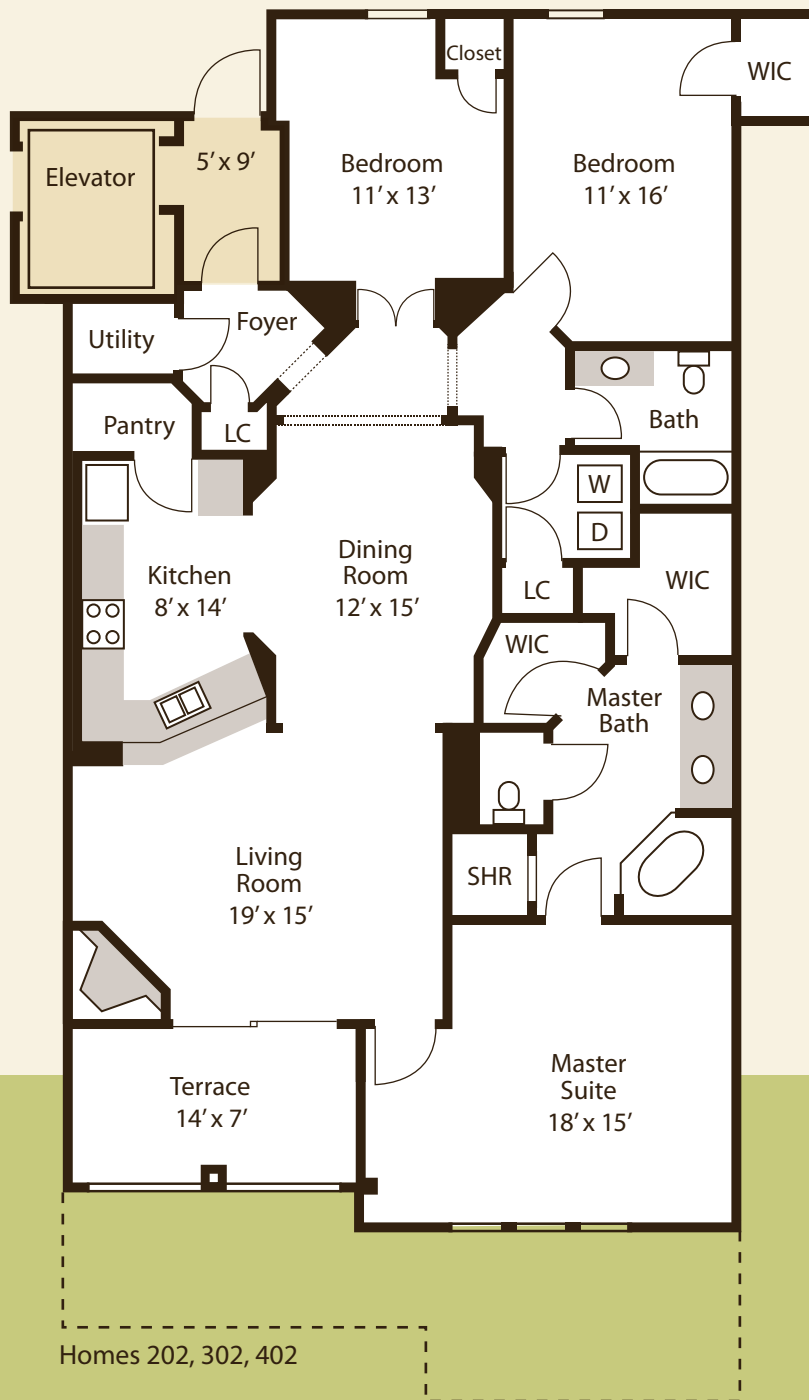 Closet
WIC
Elevator
5’ x 9’
Bedroom
11’ x 13’
Bedroom
11’ x 16’
Utility
Foyer
Pantry
LC
Bath
W
D
Kitchen
8’ x 14’
Dining
Room
12’ x 15’
LC
WIC
WIC
Master
Bath
Living
Room
19’ x 15’
SHR
Terrace
14’ x 7’
Master
Suite
18’ x 15’
Homes 202, 302, 402